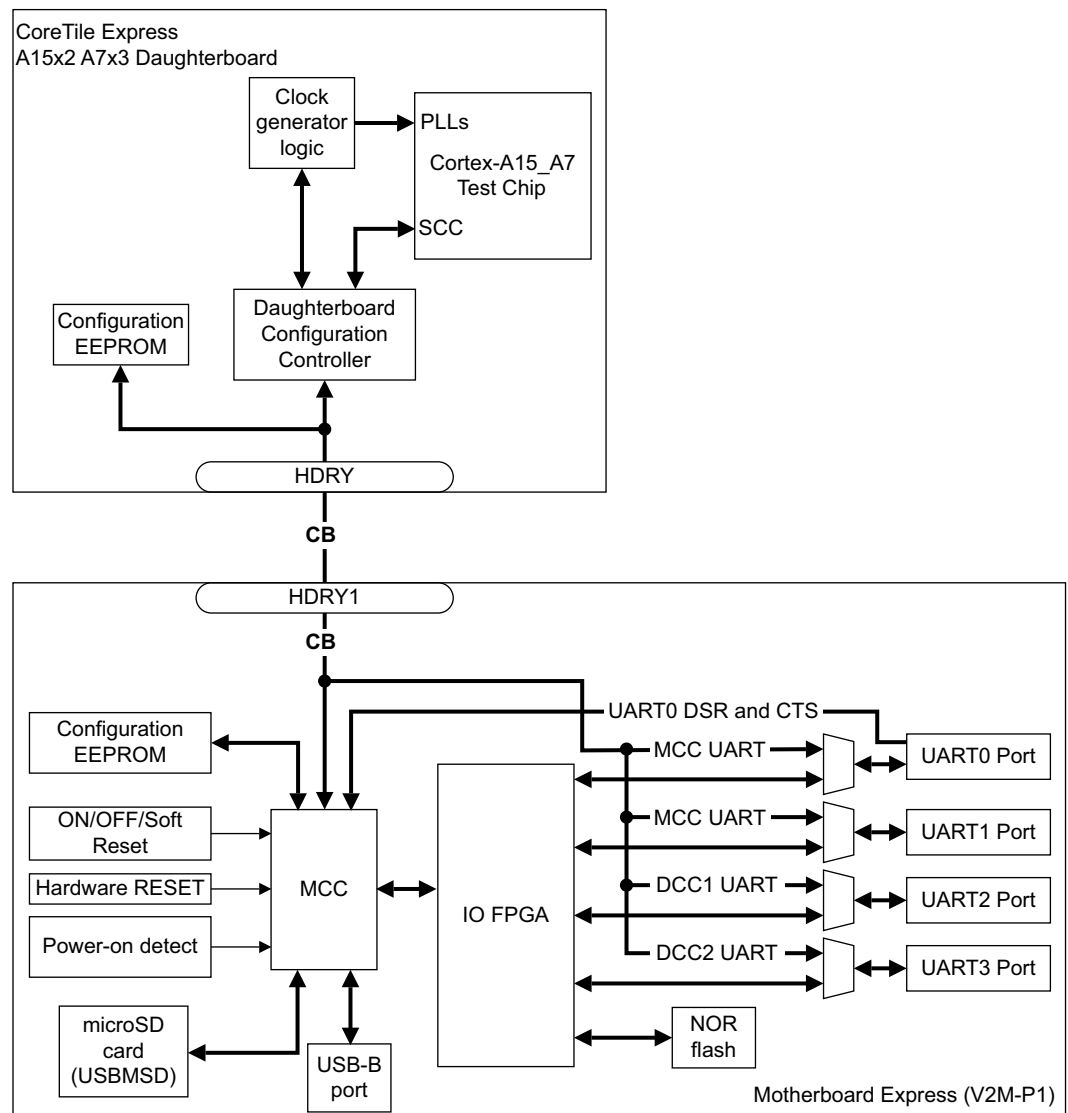 CoreTile Express
A15x2 A7x3 Daughterboard
Clock
generator
logic
PLLs
Cortex-A15_A7
Test Chip
SCC
Configuration
EEPROM
Daughterboard
Configuration
Controller
HDRY
CB
HDRY1
CB
Configuration
EEPROM
UART0 DSR and CTS
MCC UART
UART0 Port
ON/OFF/Soft
Reset
MCC UART
UART1 Port
Hardware RESET
MCC
IO FPGA
DCC1 UART
UART2 Port
Power-on detect
DCC2 UART
UART3 Port
microSD
card
(USBMSD)
USB-B
port
NOR
flash
Motherboard Express (V2M-P1)